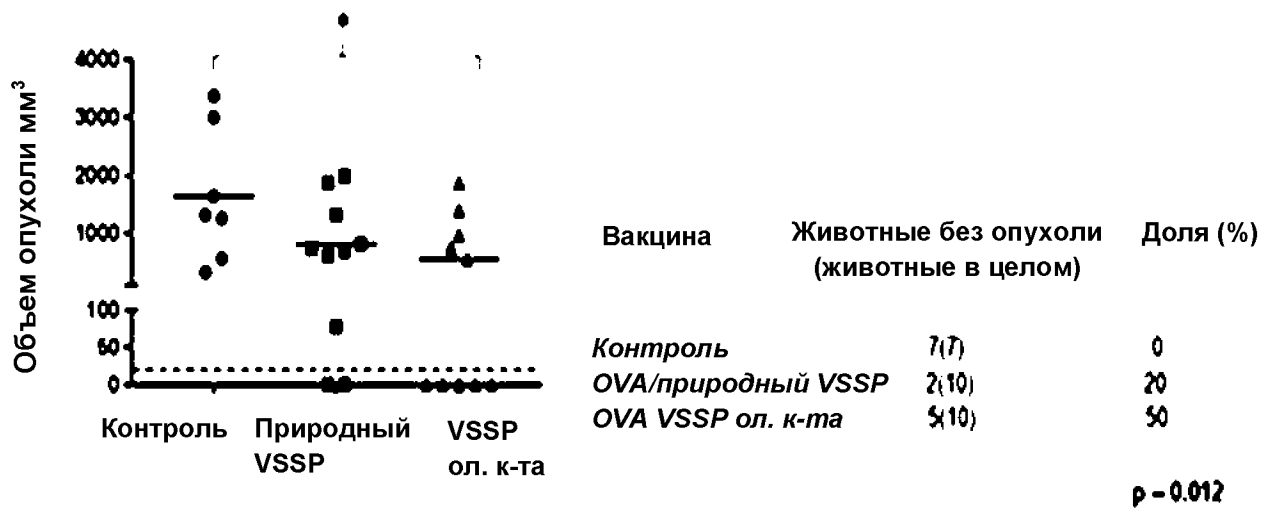 Объем опухоли мм³
4000
3000
2000
1000
100
50
0
Контроль
Природный
VSSP
VSSP
ол. к-та
Вакцина
Животные без опухоли
(животные в целом)
Доля (%)
Контроль 7(7) 0
OVA/природный VSSP 2(10) 20
OVA VSSP ол. к-та 5(10) 50
p - 0.012